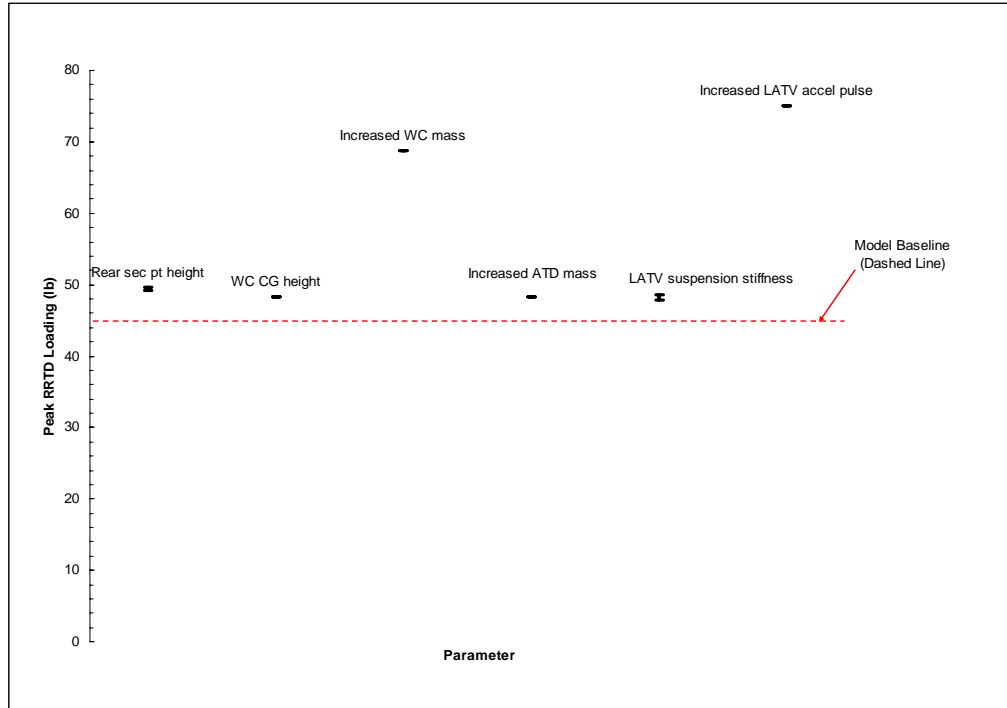 80
70
60
50
40
30
20
10
0
Peak RRTD Loading (lb)
Increased LATV accel pulse
Increased WC mass
Rear sec pt height
WC CG height
Increased ATD mass
LATV suspension stiffness
Model Baseline
(Dashed Line)
Parameter